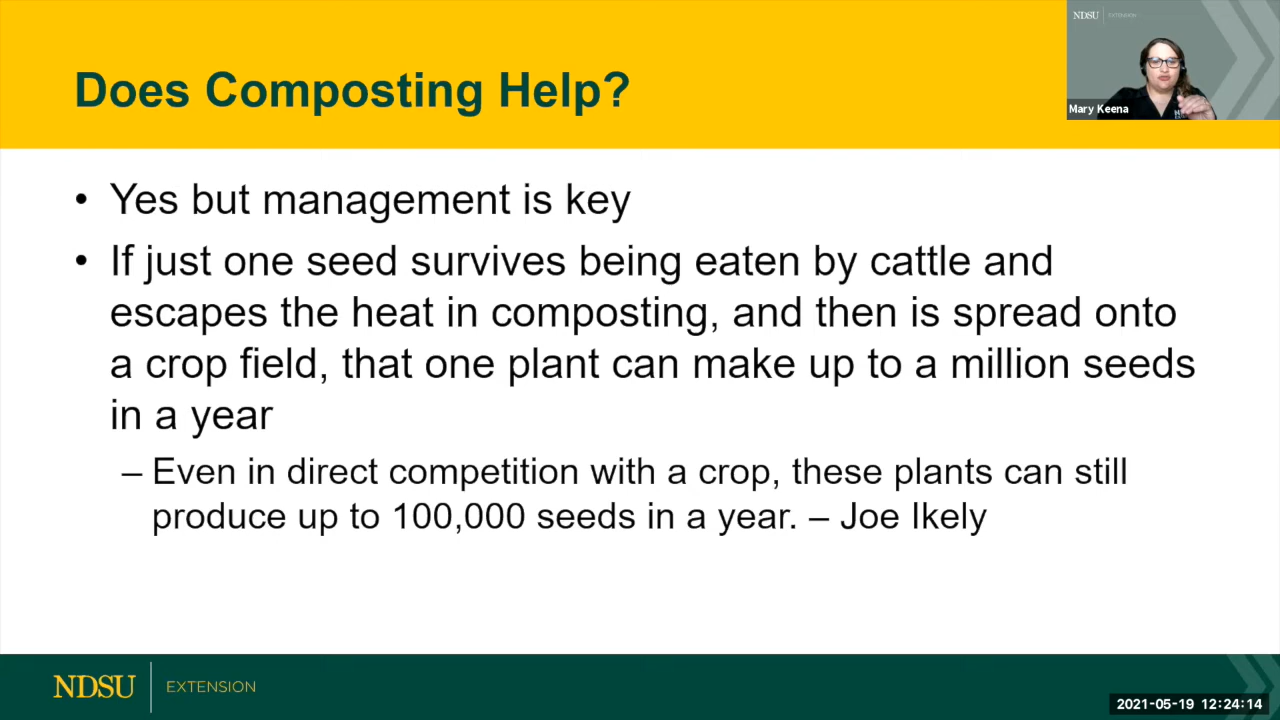 NDSU EXTENSION
Mary Keena
Does Composting Help?
• Yes but management is key
• If just one seed survives being eaten by cattle and
escapes the heat in composting, and then is spread onto
a crop field, that one plant can make up to a million seeds
in a year
– Even in direct competition with a crop, these plants can still
produce up to 100,000 seeds in a year. – Joe Ikely
NDSU EXTENSION
2021-05-19 12:24:14